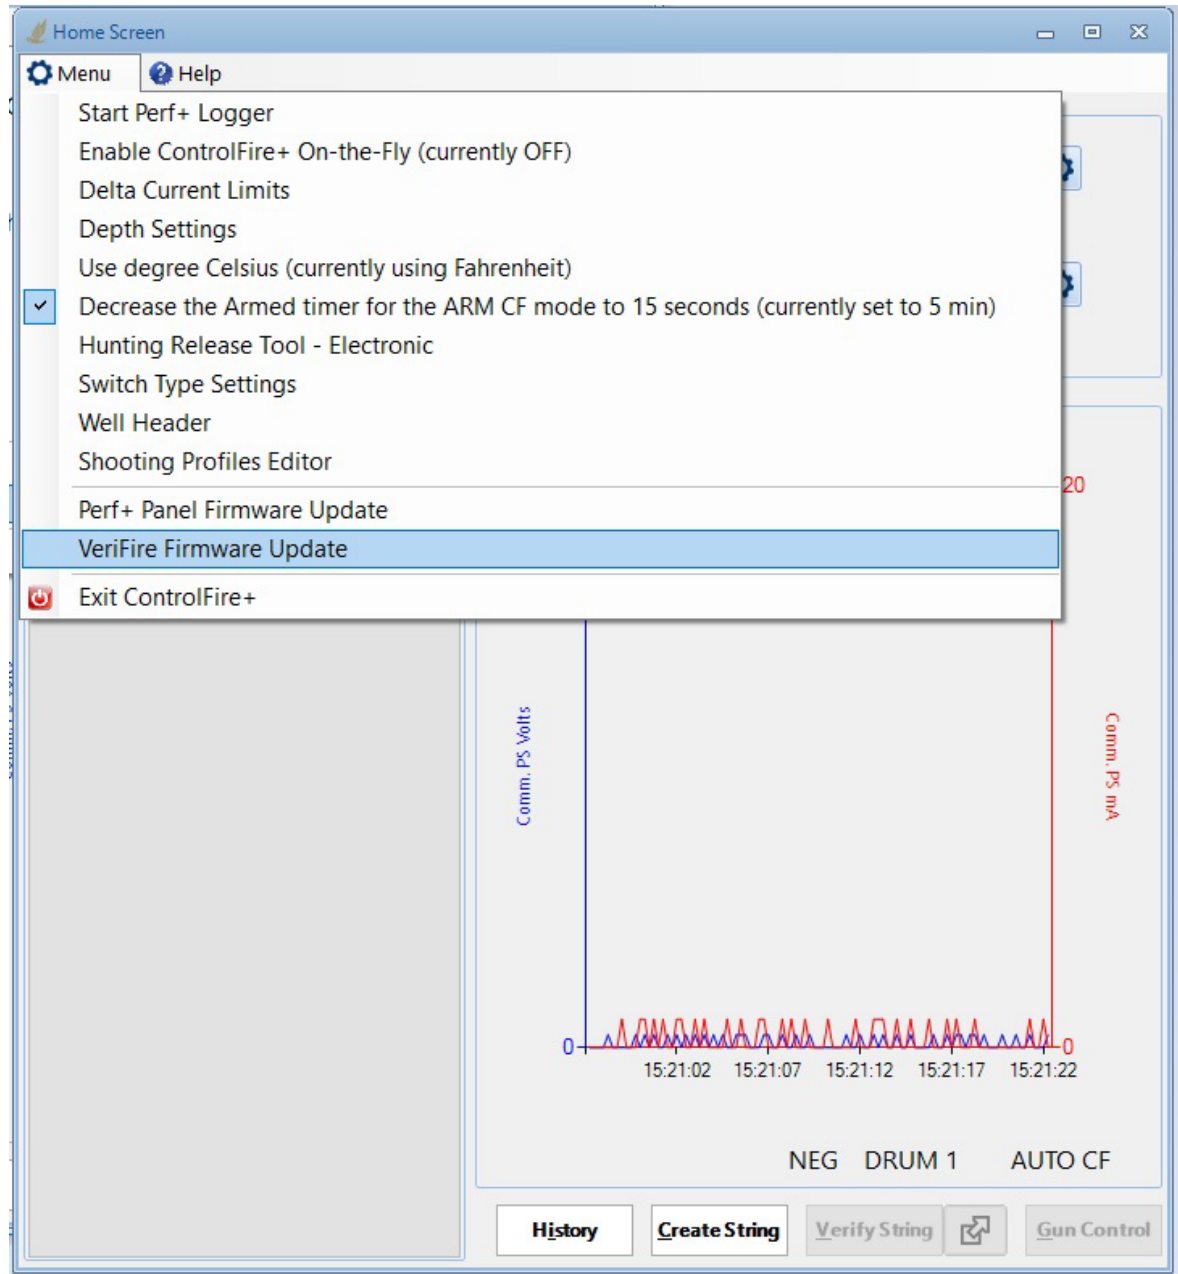 Home Screen
Menu Help
Start Perf+ Logger
Enable ControlFire+ On-the-Fly (currently OFF)
Delta Current Limits
Depth Settings
Use degree Celsius (currently using Fahrenheit)
Decrease the Armed timer for the ARM CF mode to 15 seconds (currently set to 5 min)
Hunting Release Tool - Electronic
Switch Type Settings
Well Header
Shooting Profiles Editor
Perf+ Panel Firmware Update
VeriFire Firmware Update
Exit ControlFire+
20
Comm. PS Volts
Comm. PS mA
0
0
15:21:02 15:21:07 15:21:12 15:21:17 15:21:22
NEG DRUM 1 AUTO CF
History Create String Verify String Gun Control